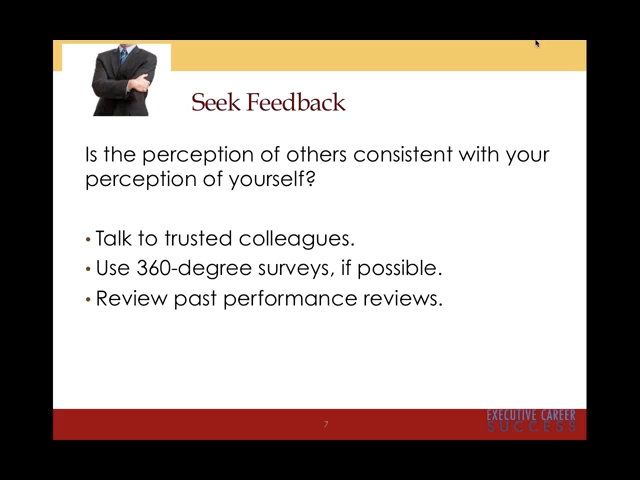 Seek Feedback
Is the perception of others consistent with your
perception of yourself?
• Talk to trusted colleagues.
• Use 360-degree surveys, if possible.
• Review past performance reviews.
7
EXECUTIVE CAREER
SUCCESS